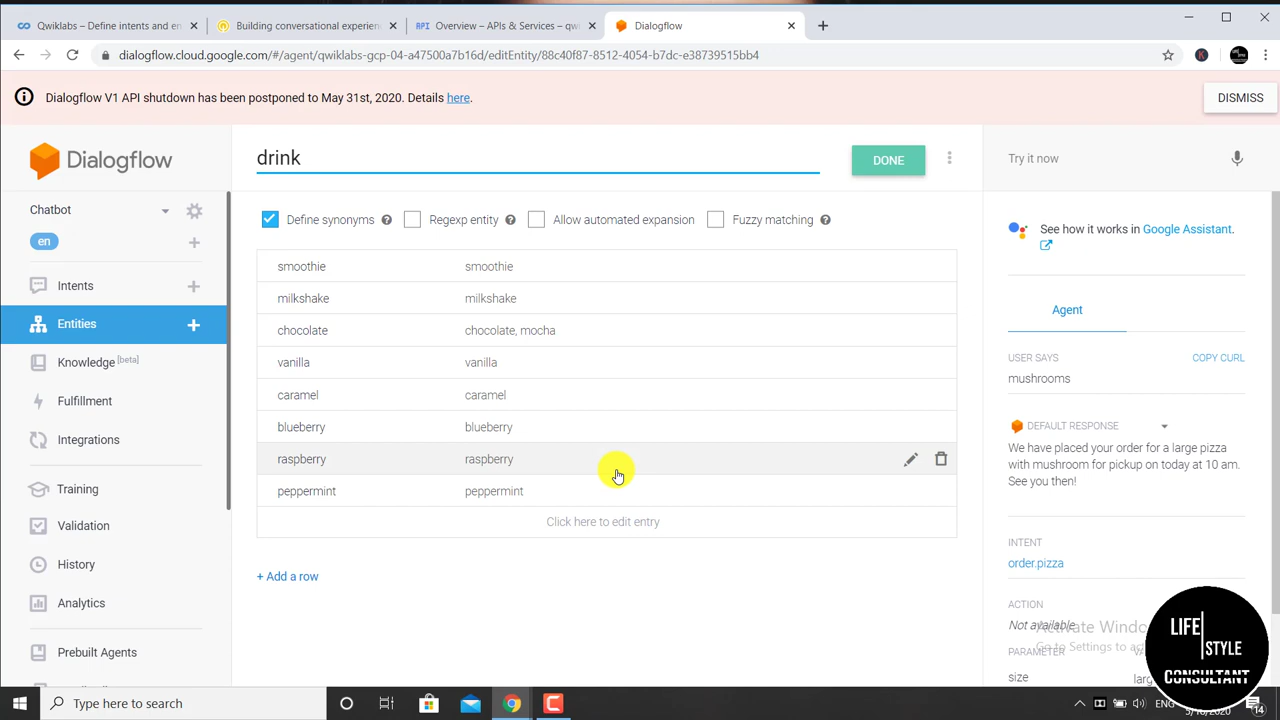 Qwiklabs – Define intents and en
Building conversational experien
API Overview – APIs & Services – qw
Dialogflow
dialogflow.cloud.google.com/#/agent/qwiklabs-gcp-04-a47500a7b16d/editEntity/88c40f87-8512-4054-b7dc-e38739515bb4
K
Dialogflow V1 API shutdown has been postponed to May 31st, 2020. Details here.
DISMISS
Dialogflow
drink
DONE
Try it now
Chatbot
en
Define synonyms
Regexp entity
Allow automated expansion
Fuzzy matching
See how it works in Google Assistant.
Intents
Entities
Knowledge [beta]
Fulfillment
Integrations
Training
Validation
History
Analytics
Prebuilt Agents
smoothie smoothie
milkshake milkshake
chocolate chocolate, mocha
vanilla vanilla
caramel caramel
blueberry blueberry
raspberry raspberry
peppermint peppermint
Click here to edit entry
+ Add a row
Agent
USER SAYS COPY CURL
mushrooms
DEFAULT RESPONSE
We have placed your order for a large pizza
with mushroom for pickup on today at 10 am.
See you then!
INTENT
order.pizza
ACTION
Not available
Activate Windo
Go to Settings to ac
PARAMETER
size
LIFE
STYLE
CONSULTANT
Type here to search
ENG
14